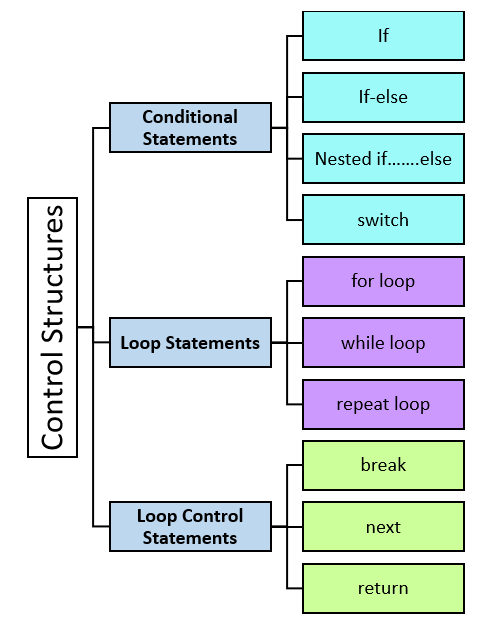 Control Structures
Conditional
Statements
If
If-else
Nested if…….else
switch
Loop Statements
for loop
while loop
repeat loop
Loop Control
Statements
break
next
return